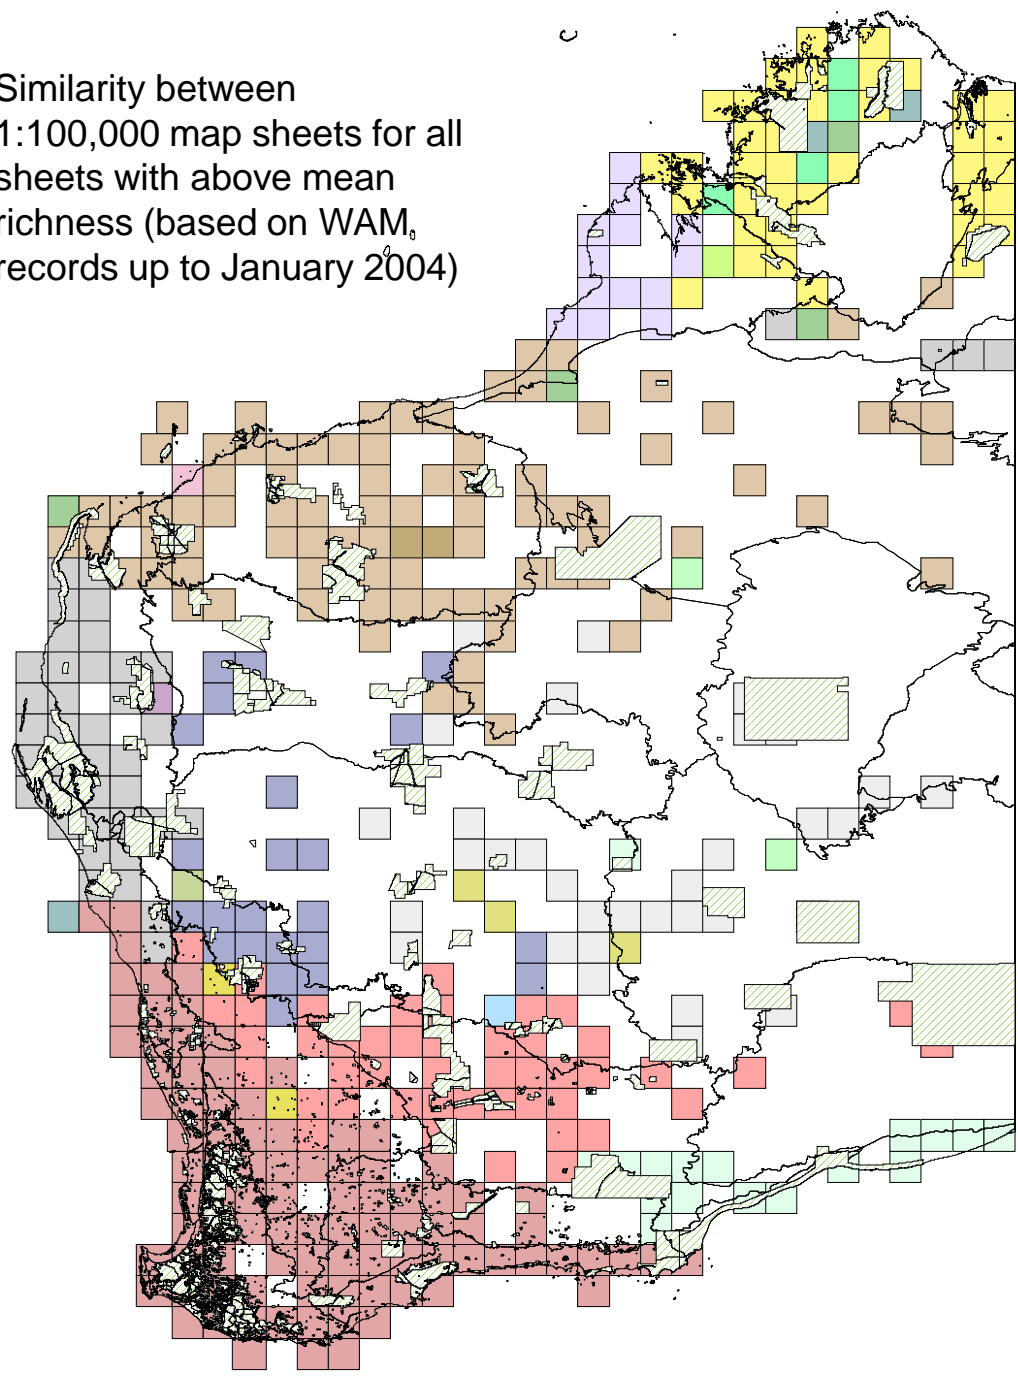 Similarity between
1:100,000 map sheets for all
sheets with above mean
richness (based on WAM
records up to January 2004)